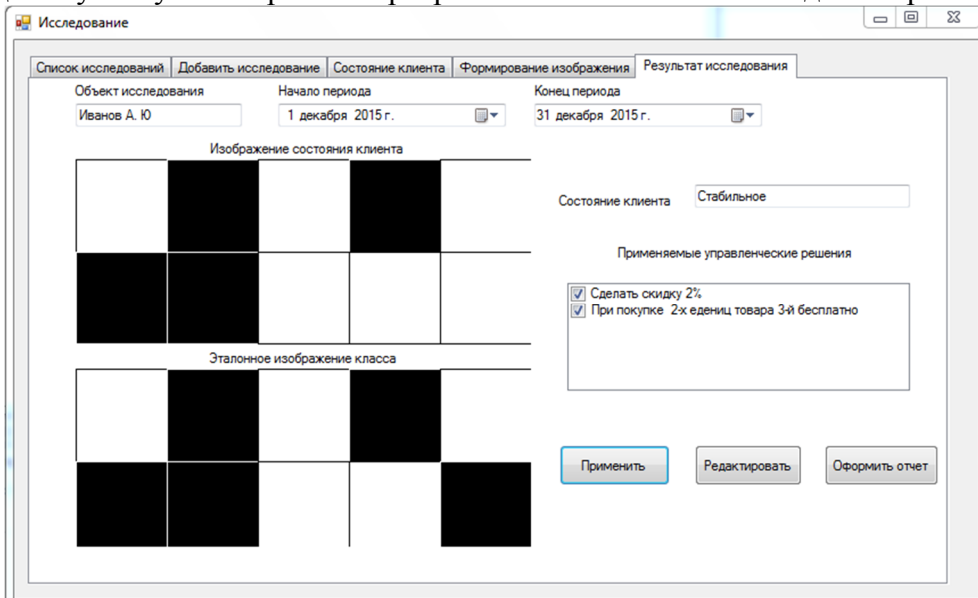 Исследование
Список исследований Добавить исследование Состояние клиента Формирование изображения Результат исследования
Объект исследования Начало периода Конец периода
Иванов А. Ю 1 декабря 2015 г. 31 декабря 2015 г.
Изображение состояния клиента
Состояние клиента Стабильное
Применяемые управленческие решения
Сделать скидку 2%
При покупке 2-х едениц товара 3-й бесплатно
Эталонное изображение класса
Применить Редактировать Оформить отчет